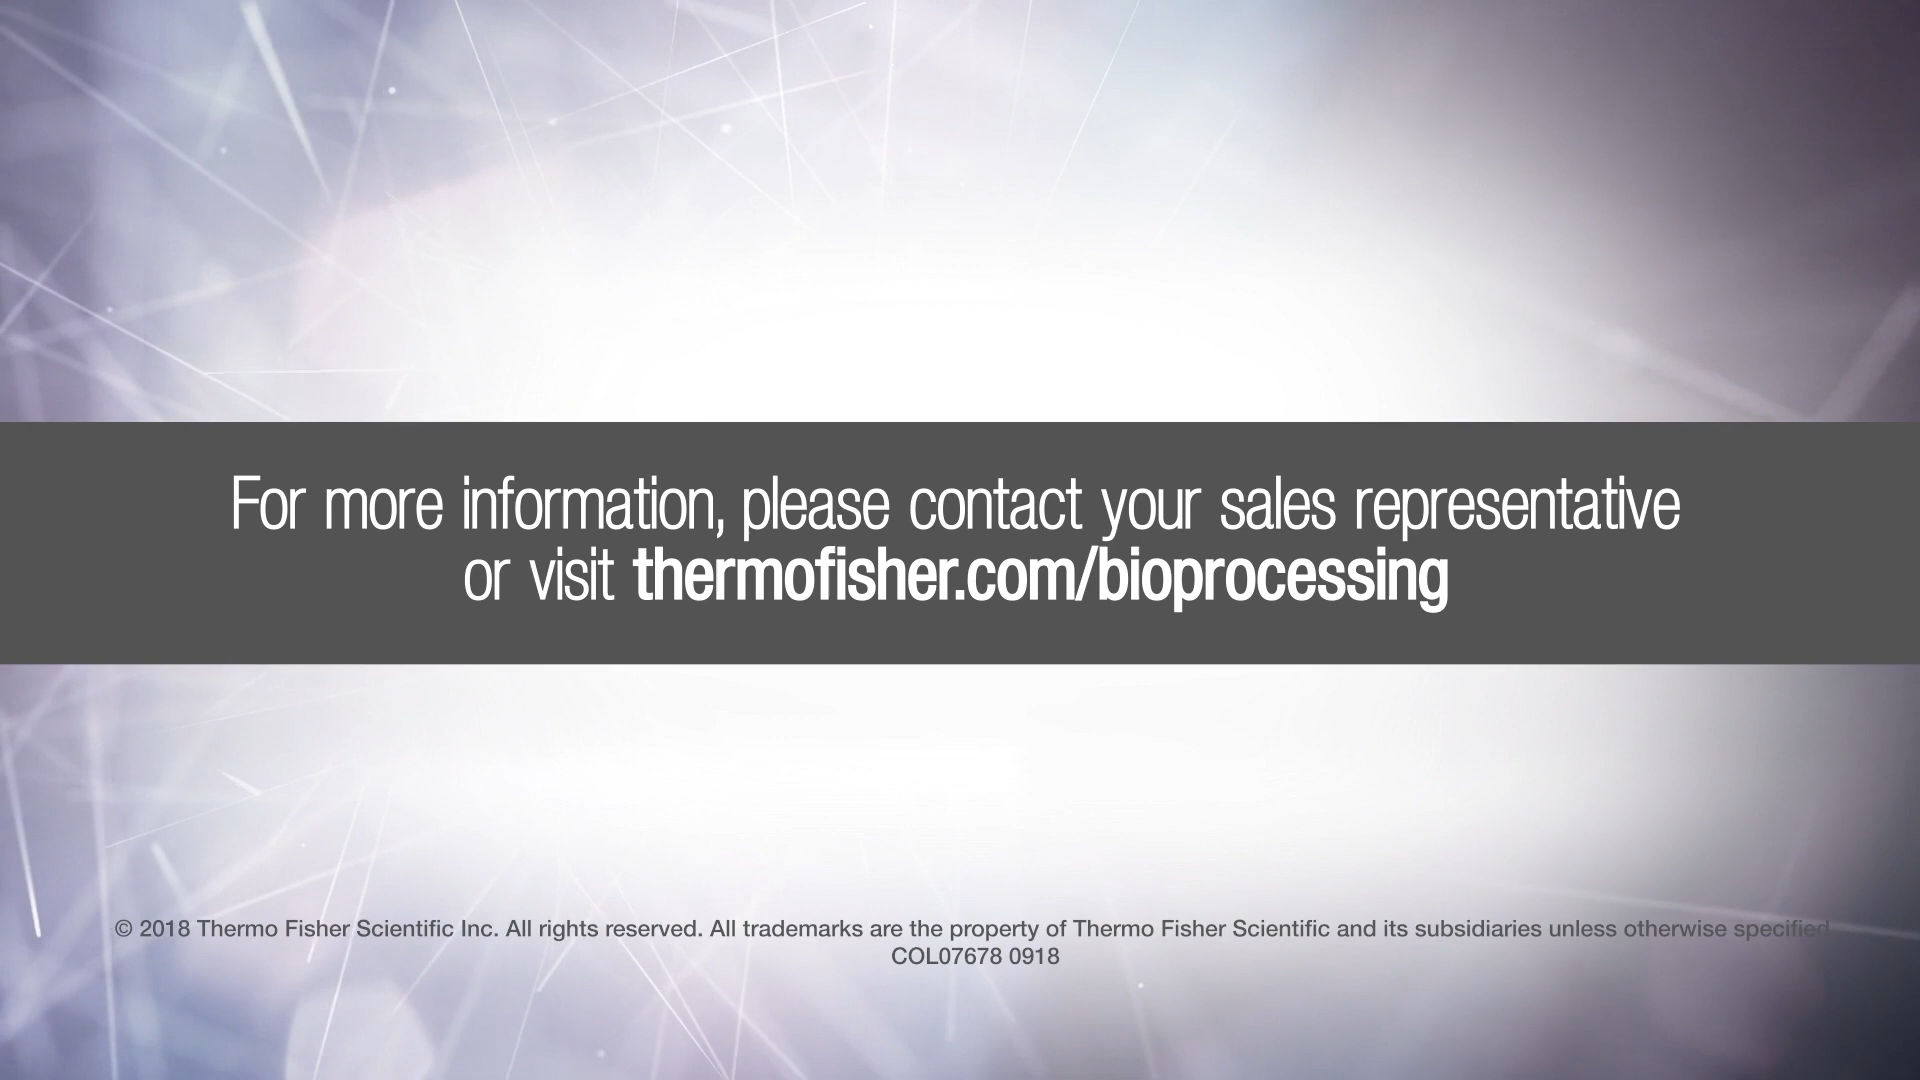 For more information, please contact your sales representative
or visit thermofisher.com/bioprocessing
© 2018 Thermo Fisher Scientific Inc. All rights reserved. All trademarks are the property of Thermo Fisher Scientific and its subsidiaries unless otherwise specified
COL07678 0918